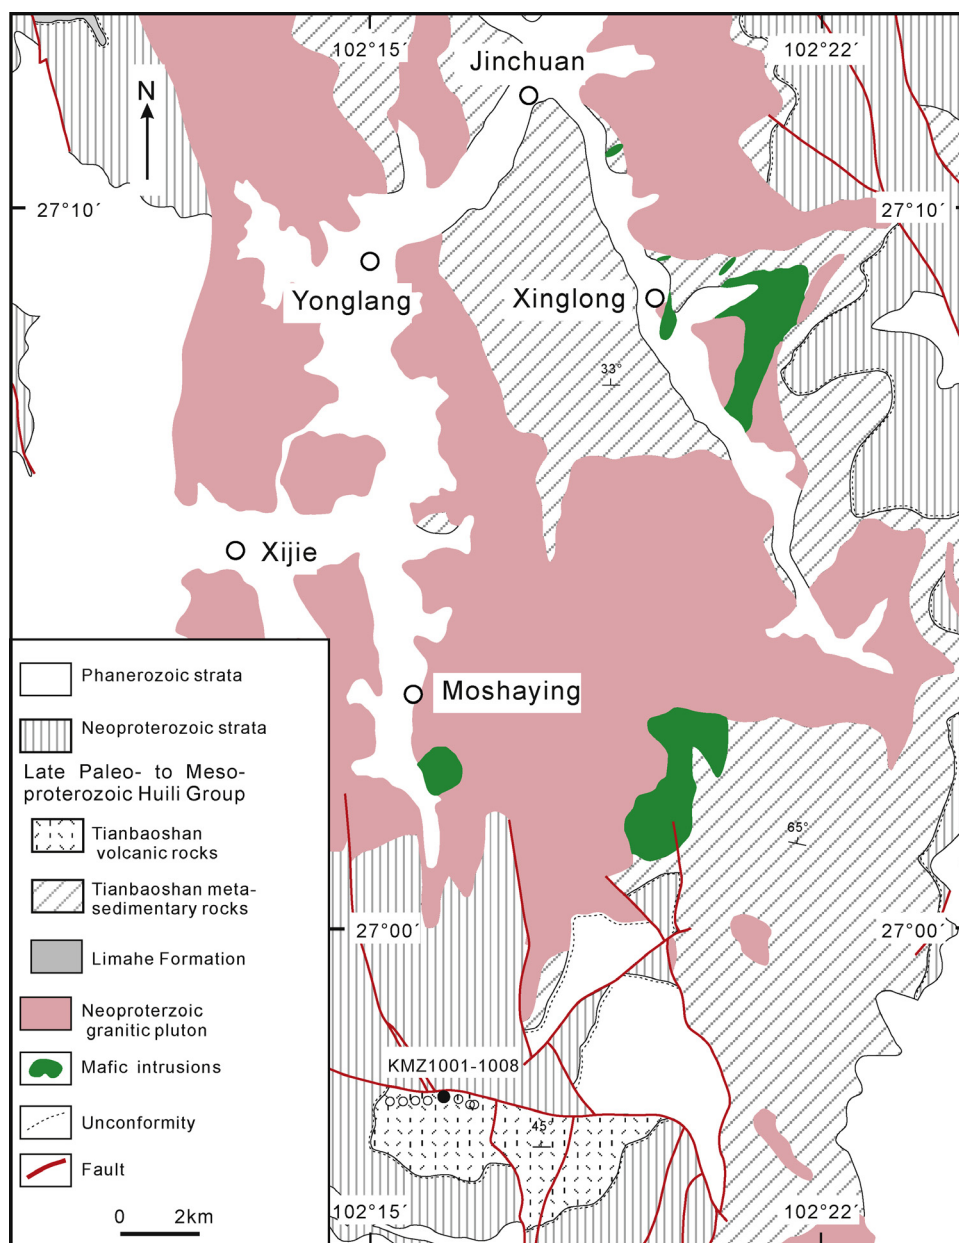 102°15´
102°22´
Jinchuan
N
27°10´
27°10´
Yonglang
Xinglong
33°
Xijie
Moshaying
Phanerozoic strata
Neoproterozoic strata
Late Paleo- to Meso-
proterozoic Huili Group
Tianbaoshan
volcanic rocks
Tianbaoshan meta-
sedimentary rocks
Limahe Formation
Neoproterzoic
granitic pluton
Mafic intrusions
Unconformity
Fault
0 2km
65°
27°00´
27°00´
KMZ1001-1008
45°
102°15´
102°22´